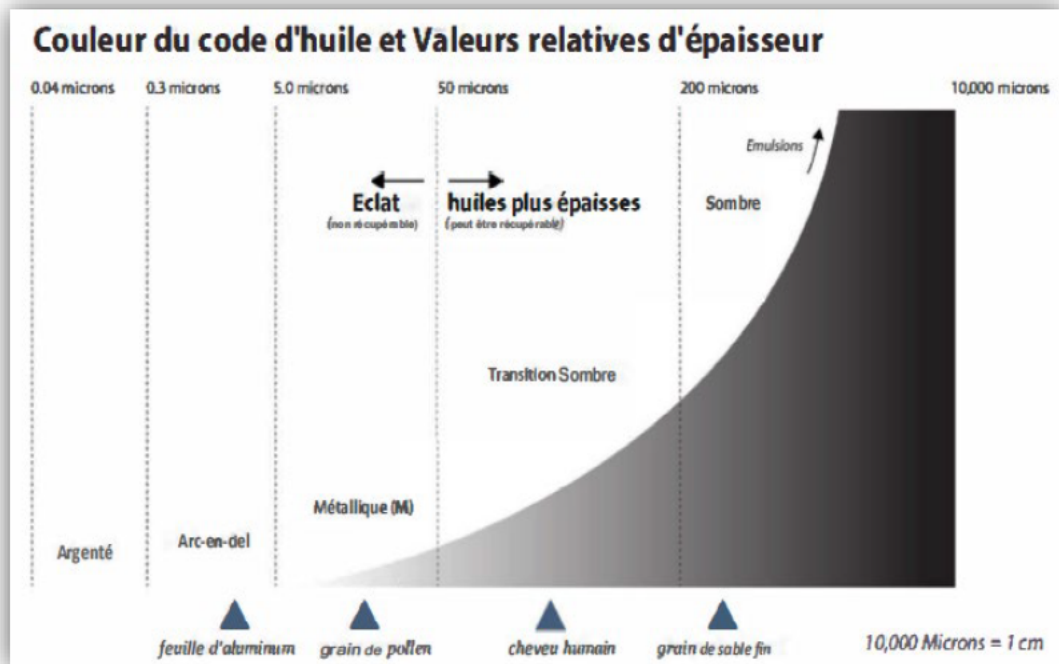 Couleur du code d'huile et Valeurs relatives d'épaisseur
0.04 microns 0.3 microns 5.0 microns 50 microns 200 microns 10,000 microns
Emulsions
Eclat huiles plus épaisses Sombre
(non récupémble) (peut être récupérable)
Transition Sombre
Métallique (M)
Argenté Arc-en-del
feuille d'aluminum grain de pollen cheveu humain grain de sable fin 10,000 Microns = 1 cm